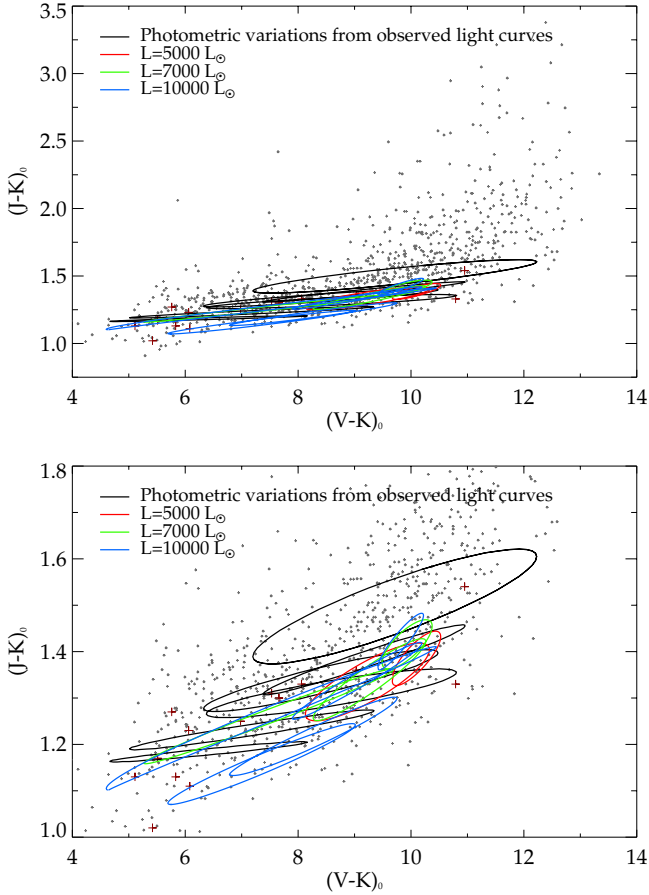 3.5
3.0
2.5
2.0
1.5
1.0
(J-K)₀
Photometric variations from observed light curves
L=5000 L☉
L=7000 L☉
L=10000 L☉
4 6 8 10 12 14
(V-K)₀
1.8
1.6
1.4
1.2
1.0
(J-K)₀
Photometric variations from observed light curves
L=5000 L☉
L=7000 L☉
L=10000 L☉
4 6 8 10 12 14
(V-K)₀